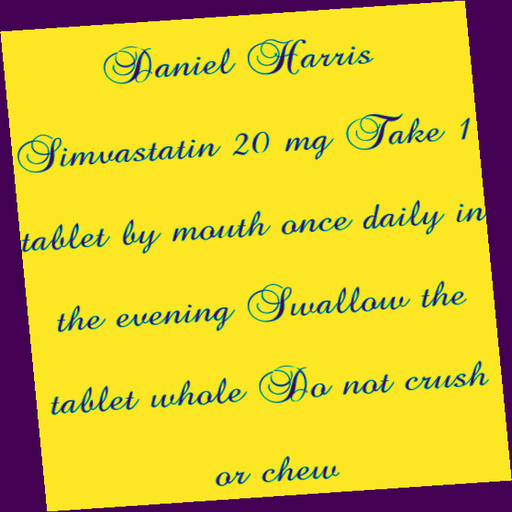 Daniel Harris
Simvastatin 20 mg Take 1
tablet by mouth once daily in
the evening Swallow the
tablet whole Do not crush
or chew